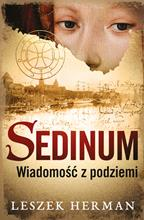 SEDINUM
Wiadomość z podziemi
LESZEK HERMAN